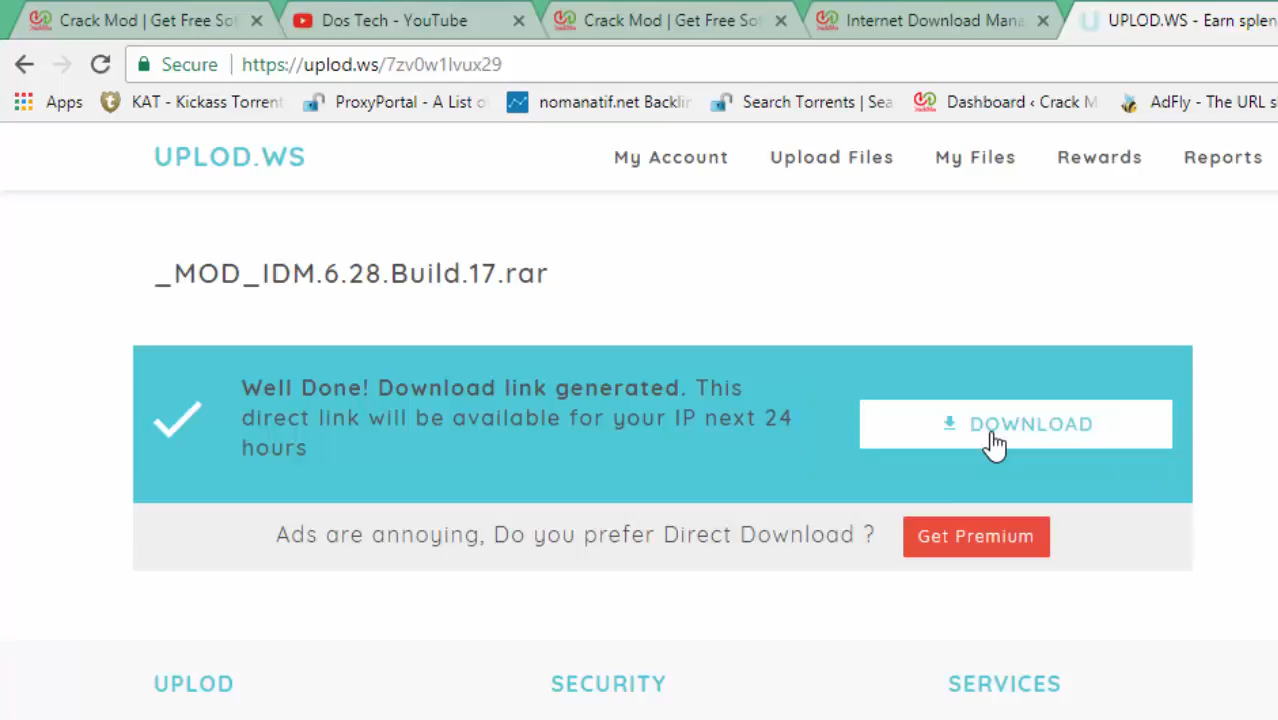 Crack Mod | Get Free Sof
Dos Tech - YouTube
Crack Mod | Get Free Sof
Internet Download Mana
UPLOD.WS - Earn splen
Secure
https://uplod.ws/7zv0w1lvux29
Apps
KAT - Kickass Torrent
ProxyPortal - A List o
nomanatif.net Backlin
Search Torrents | Sea
Dashboard ‹ Crack M
AdFly - The URL s
UPLOD.WS
My Account
Upload Files
My Files
Rewards
Reports
_MOD_IDM.6.28.Build.17.rar
Well Done! Download link generated. This
direct link will be available for your IP next 24
hours
DOWNLOAD
Ads are annoying, Do you prefer Direct Download ?
Get Premium
UPLOD
SECURITY
SERVICES